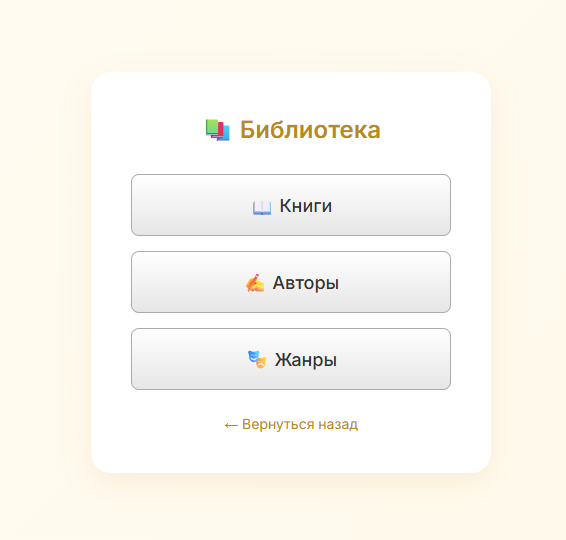 📚 Библиотека
📖 Книги
✍️ Авторы
🎭 Жанры
← Вернуться назад